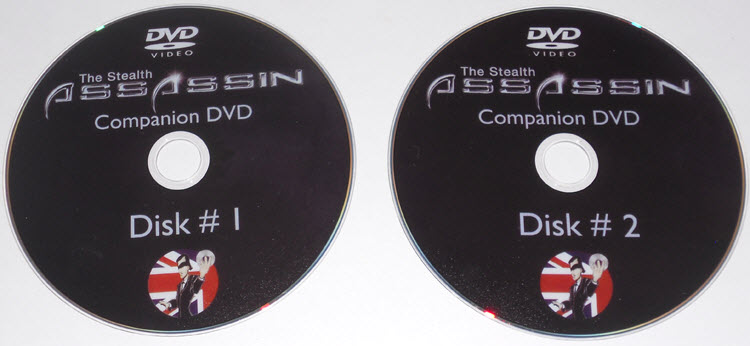 DVD
VIDEO
The Stealth
ASSASSIN
Companion DVD
Disk # 1
DVD
VIDEO
The Stealth
ASSASSIN
Companion DVD
Disk # 2